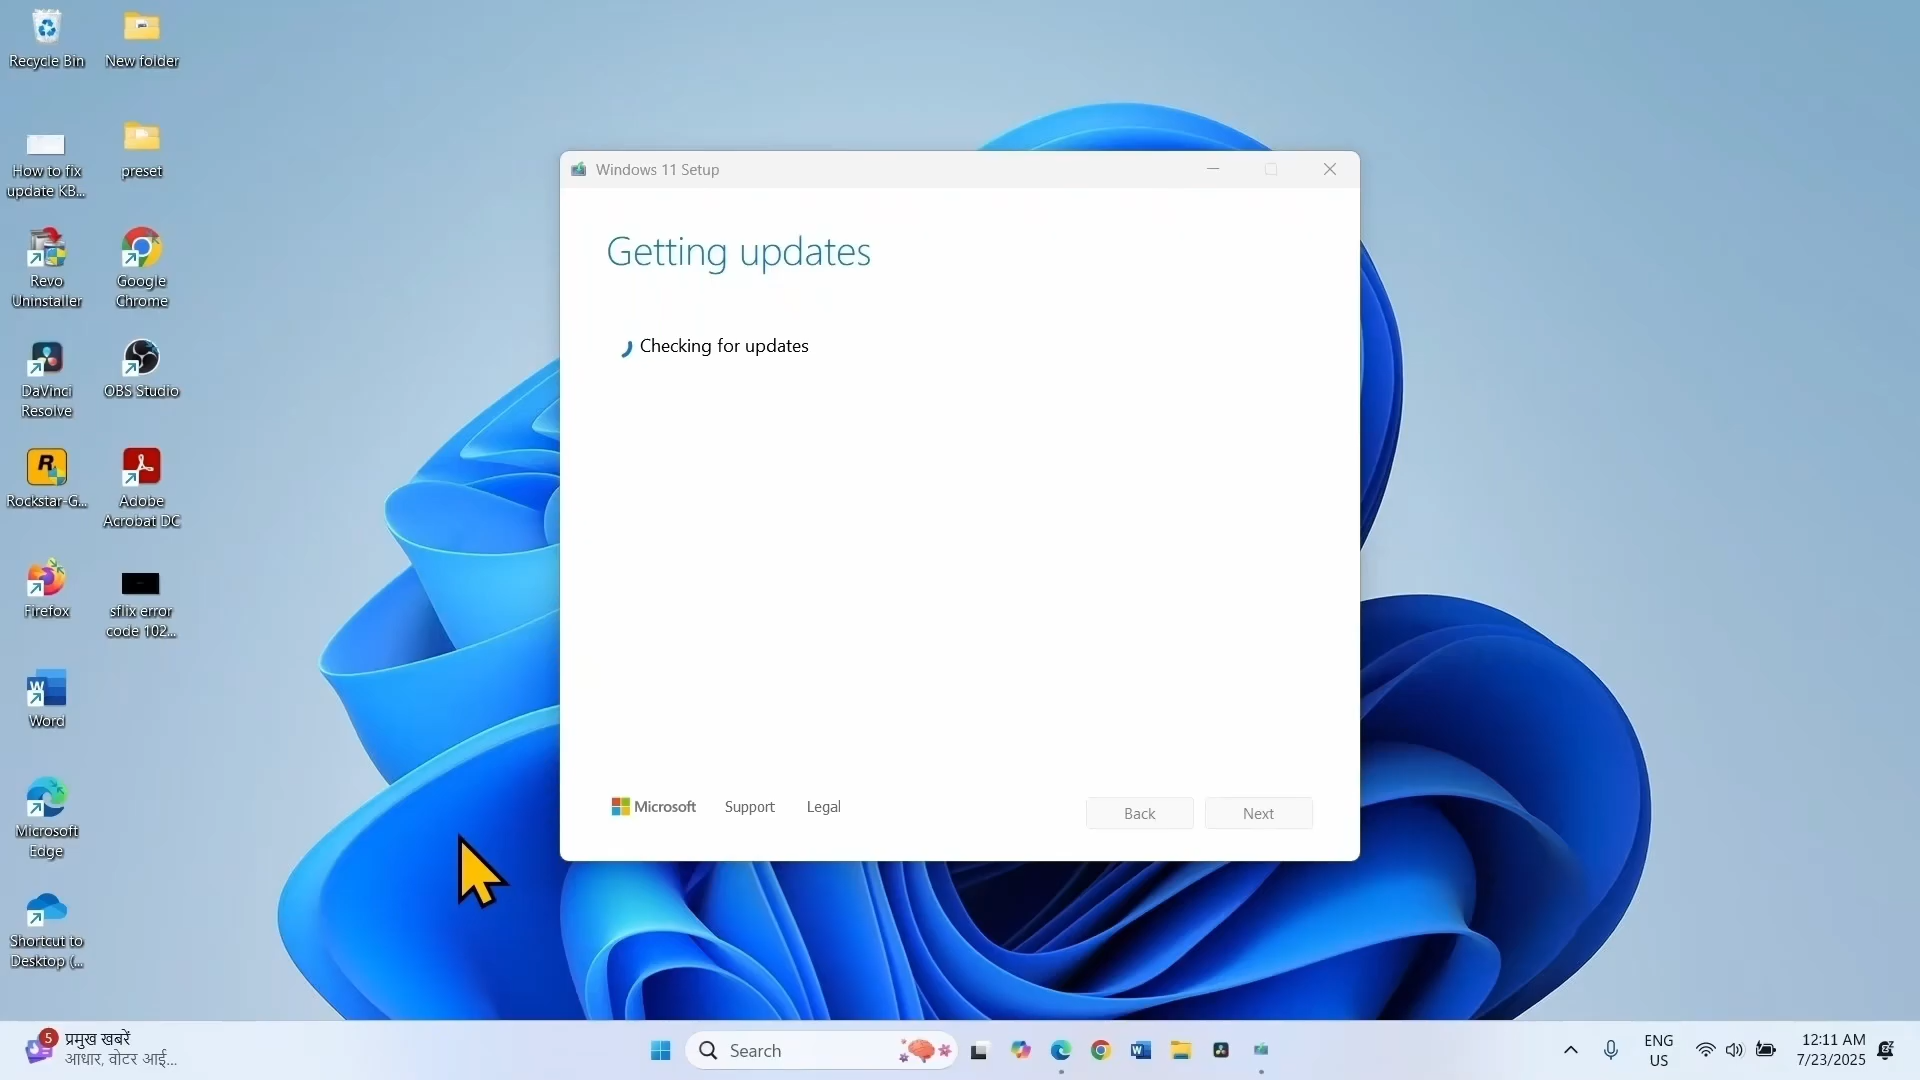 Recycle Bin
New folder
How to fix
update KB...
preset
Revo
Uninstaller
Google
Chrome
DaVinci
Resolve
OBS Studio
Rockstar-G...
Adobe
Acrobat DC
Firefox
sflix error
code 102...
Word
Microsoft
Edge
Shortcut to
Desktop (...
Windows 11 Setup
Getting updates
Checking for updates
Microsoft
Support
Legal
Back
Next
5
प्रमुख खबरें
आधार, वोटर आई...
Search
ENG
US
12:11 AM
7/23/2025